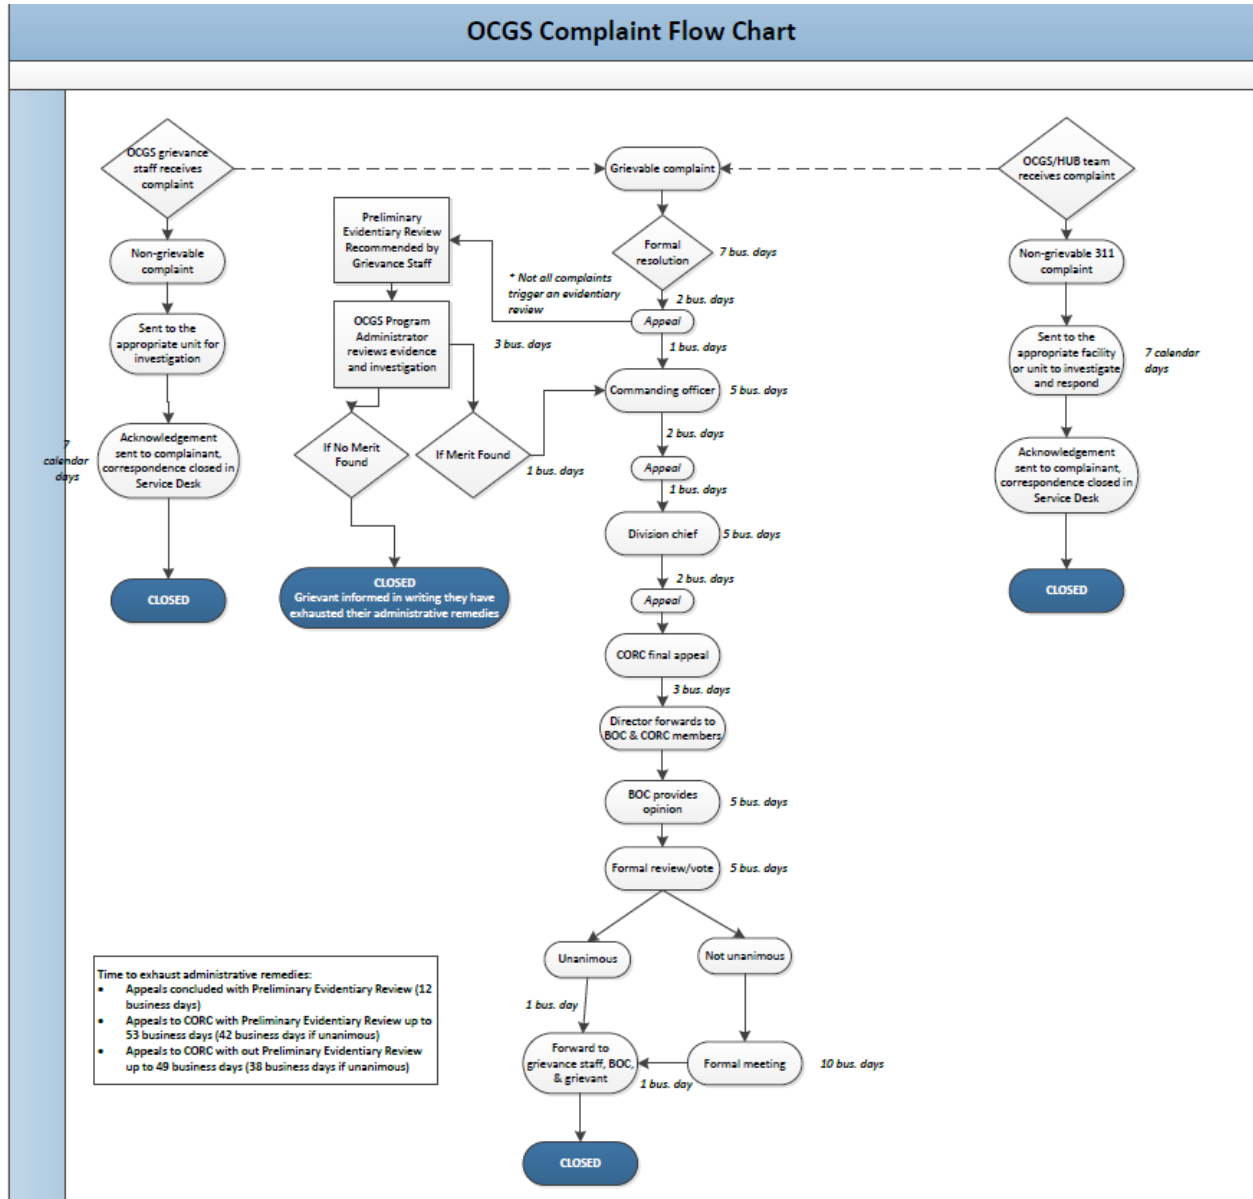 OCGS Complaint Flow Chart
OCGS grievance
staff receives
complaint
Grievable complaint
OCGS/HUB team
receives complaint
Preliminary
Evidentiary Review
Recommended by
Grievance Staff
Formal
resolution
7 bus. days
Non-grievable
complaint
Non-grievable 311
complaint
* Not all complaints
trigger an evidentiary
review
2 bus. days
Appeal
OCGS Program
Administrator
reviews evidence
and investigation
3 bus. days
1 bus. days
Sent to the
appropriate unit for
investigation
Sent to the
appropriate facility
or unit to investigate
and respond
7 calendar
days
Commanding officer
5 bus. days
2 bus. days
7
calendar
days
Acknowledgement
sent to complainant,
correspondence closed in
Service Desk
If No Merit
Found
If Merit Found
1 bus. days
Appeal
1 bus. days
Acknowledgement
sent to complainant,
correspondence closed in
Service Desk
Division chief
5 bus. days
2 bus. days
Appeal
CLOSED
CLOSED
Grievant informed in writing they have
exhausted their administrative remedies
CLOSED
CORC final appeal
3 bus. days
Director forwards to
BOC & CORC members
BOC provides
opinion
5 bus. days
Formal review/vote
5 bus. days
Unanimous
Not unanimous
1 bus. day
Forward to
grievance staff, BOC,
& grievant
1 bus. day
Formal meeting
10 bus. days
CLOSED
Time to exhaust administrative remedies:
• Appeals concluded with Preliminary Evidentiary Review (12
business days)
• Appeals to CORC with Preliminary Evidentiary Review up to
53 business days (42 business days if unanimous)
• Appeals to CORC with out Preliminary Evidentiary Review
up to 49 business days (38 business days if unanimous)